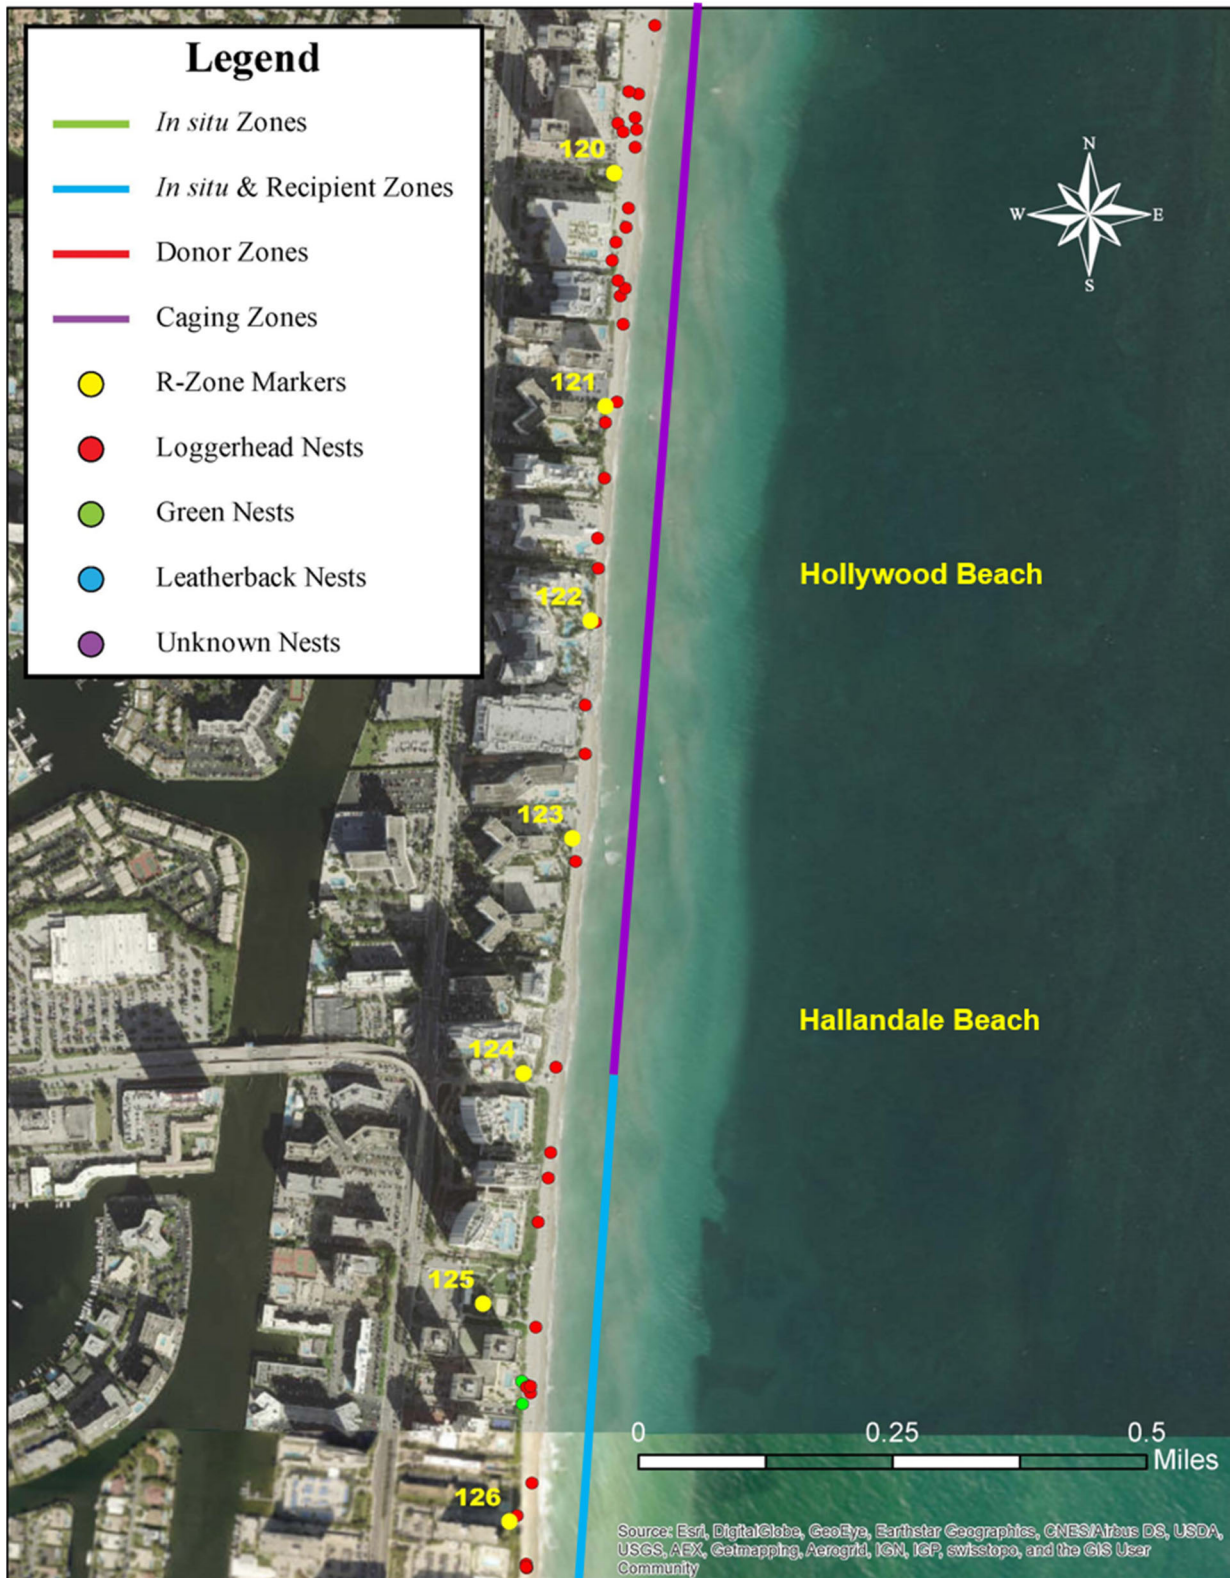 Legend
In situ Zones
In situ & Recipient Zones
Donor Zones
Caging Zones
R-Zone Markers
Loggerhead Nests
Green Nests
Leatherback Nests
Unknown Nests
N
W E
S
120
121
122
123
124
125
126
Hollywood Beach
Hallandale Beach
0 0.25 0.5
Miles
Source: Esri, DigitalGlobe, GeoEye, Earthstar Geographics, CNES/Airbus DS, USDA,
USGS, AEX, Getmapping, Aerogrid, IGN, IGP, swisstopo, and the GIS User
Community